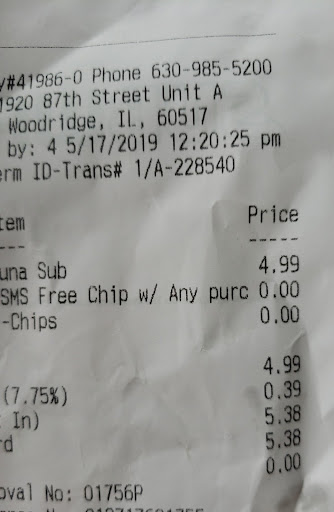 y#41986-0 Phone 630-985-5200
1920 87th Street Unit A
Woodridge, IL, 60517
by: 4 5/17/2019 12:20:25 pm
erm ID-Trans# 1/A-228540
tem Price
--- -----
una Sub 4.99
SMS Free Chip w/ Any purc 0.00
-Chips 0.00
4.99
(7.75%) 0.39
In) 5.38
rd 5.38
0.00
oval No: 01756P